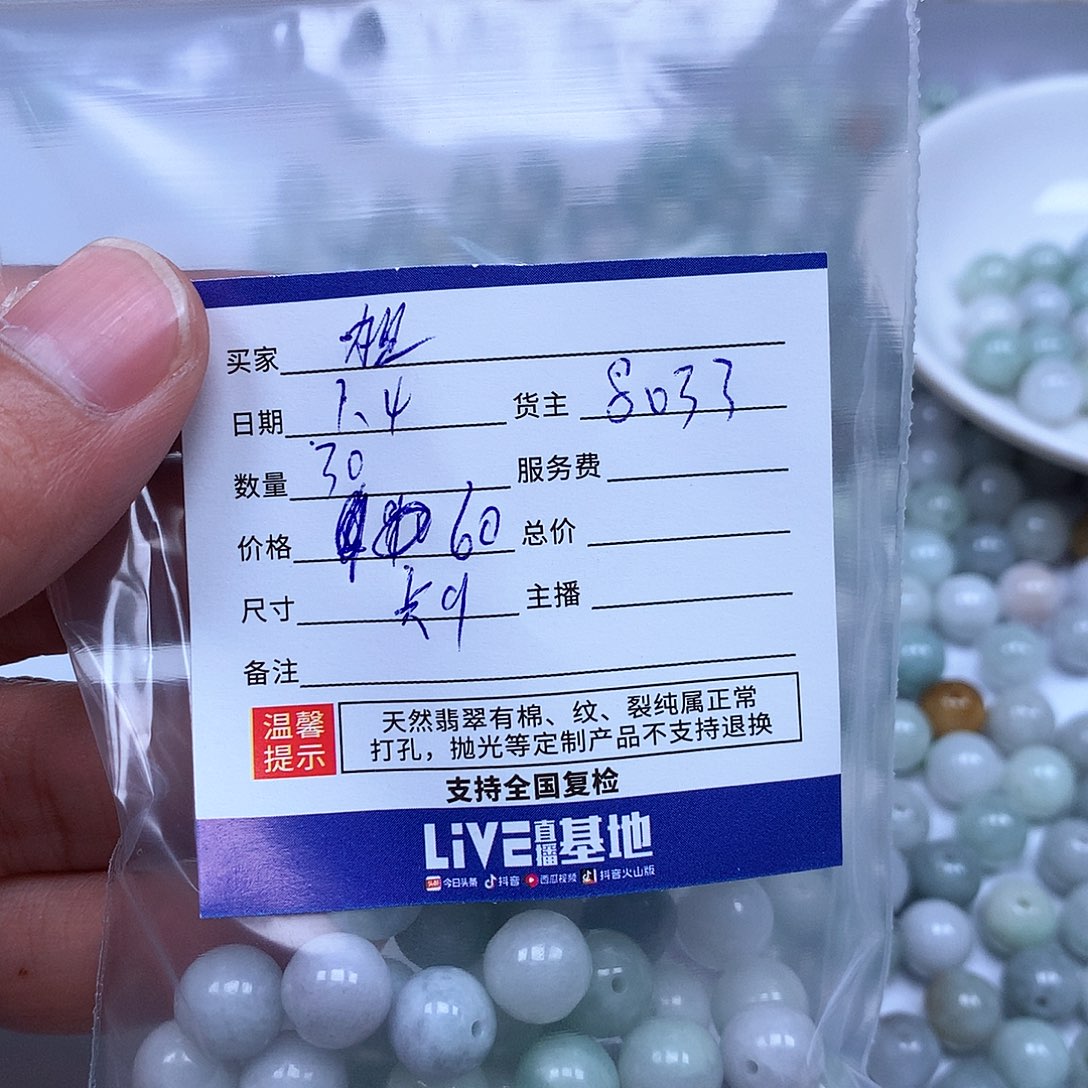 买家
日期 1.4 货主 8033
数量 30 服务费
价格 60 总价
尺寸 长9 主播
备注
温馨提示
天然翡翠有棉、纹、裂纯属正常
打孔，抛光等定制产品不支持退换
支持全国复检
LiVE直播基地
今日头条 抖音 西瓜视频 抖音火山版